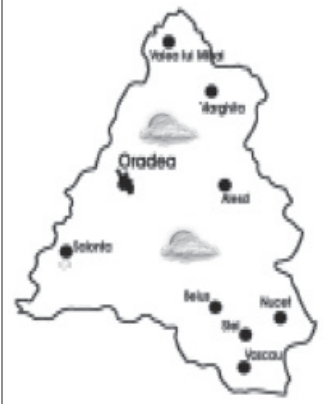 Valea lui Mihai
Marghita
Oradea
Alesd
Salonta
Beius
Nucet
Stei
Vascau